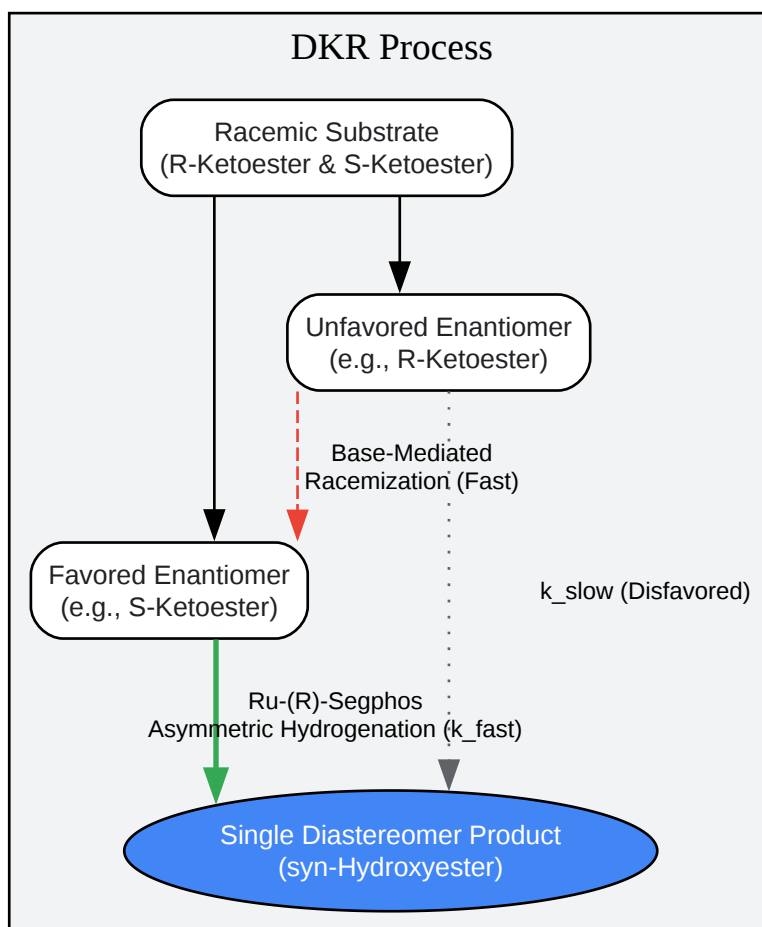 DKR Process
Racemic Substrate
(R-Ketoester & S-Ketoester)
Unfavored Enantiomer
(e.g., R-Ketoester)
Base-Mediated
Racemization (Fast)
Favored Enantiomer
(e.g., S-Ketoester)
k_slow (Disfavored)
Ru-(R)-Segphos
Asymmetric Hydrogenation (k_fast)
Single Diastereomer Product
(syn-Hydroxyester)